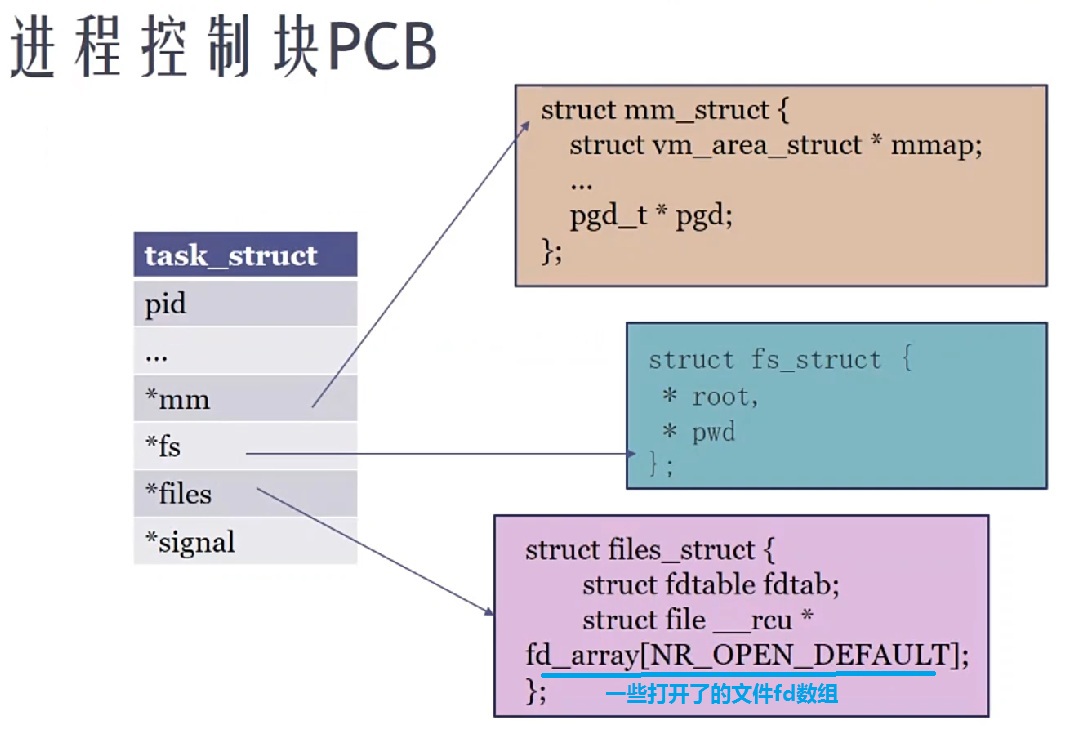 进程控制块PCB
task_struct
pid
...
*mm
*fs
*files
*signal
struct mm_struct {
struct vm_area_struct * mmap;
...
pgd_t * pgd;
};
struct fs_struct {
* root,
* pwd
};
struct files_struct {
struct fdtable fdtab;
struct file __rcu *
fd_array[NR_OPEN_DEFAULT];
};
一些打开了的文件fd数组